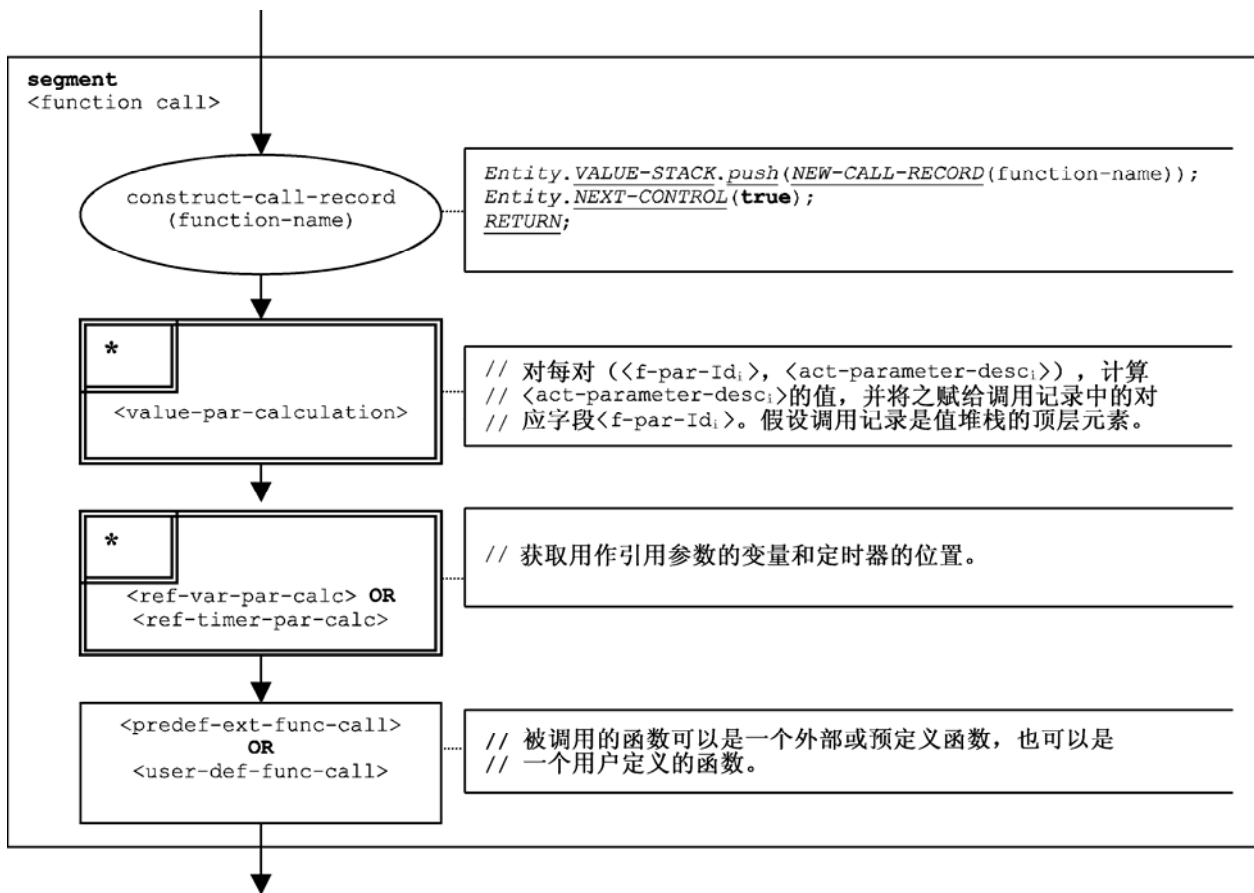 segment
<function call>
construct-call-record
(function-name)
Entity.VALUE-STACK.push(NEW-CALL-RECORD(function-name));
Entity.NEXT-CONTROL(true);
RETURN;
*
<value-par-calculation>
// 对每对（<f-par-Idᵢ>，<act-parameter-descᵢ>），计算
// <act-parameter-descᵢ>的值，并将之赋给调用记录中的对
// 应字段<f-par-Idᵢ>。假设调用记录是值堆栈的顶层元素。
*
<ref-var-par-calc> OR
<ref-timer-par-calc>
// 获取用作引用参数的变量和定时器的位置。
<predef-ext-func-call>
OR
<user-def-func-call>
// 被调用的函数可以是一个外部或预定义函数，也可以是
// 一个用户定义的函数。